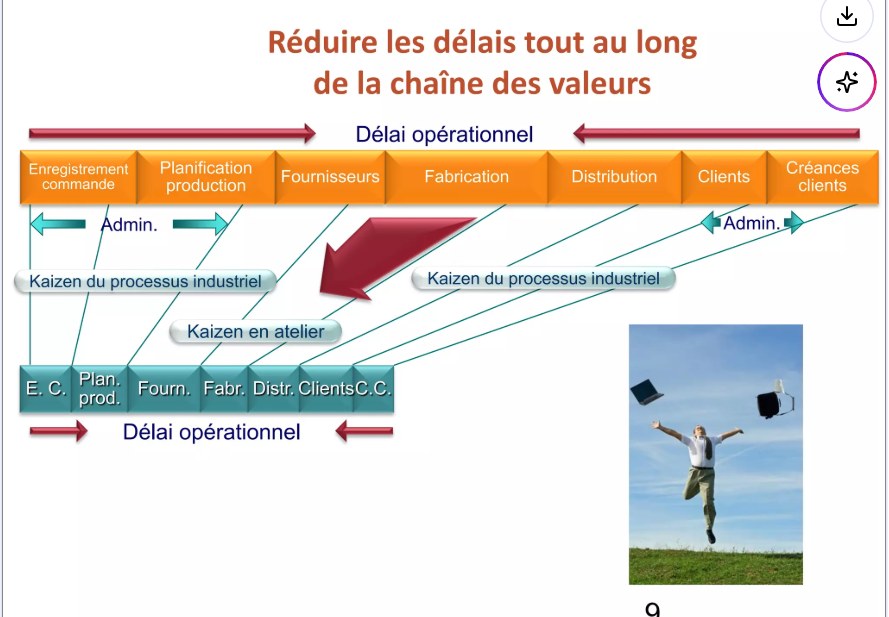 Réduire les délais tout au long
de la chaîne des valeurs
Délai opérationnel
Enregistrement
commande
Planification
production
Fournisseurs
Fabrication
Distribution
Clients
Créances
clients
Admin.
Admin.
Kaizen du processus industriel
Kaizen du processus industriel
Kaizen en atelier
E. C.
Plan.
prod.
Fourn.
Fabr.
Distr.
Clients
C.C.
Délai opérationnel
9